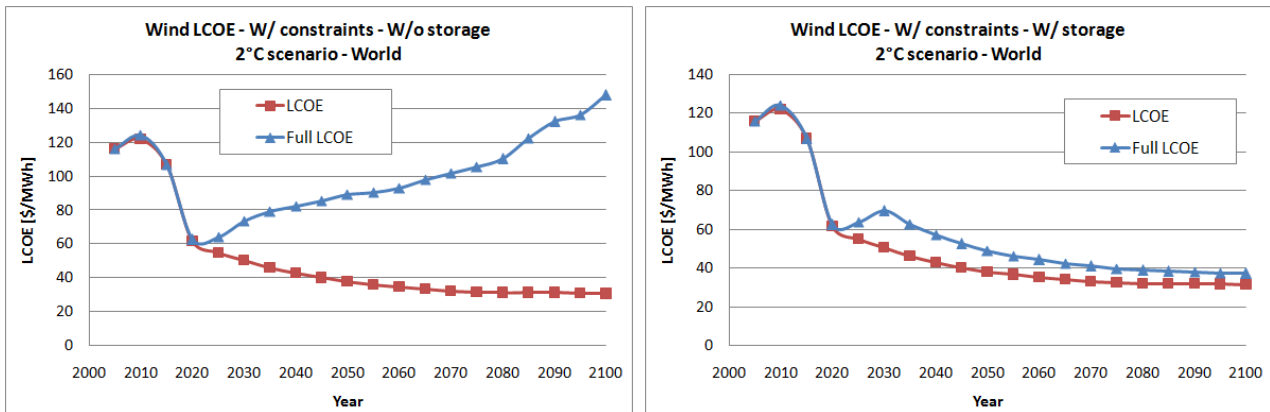 Wind LCOE - W/ constraints - W/o storage
2°C scenario - World
LCOE [$/MWh]
160
140
120
100
80
60
40
20
0
LCOE
Full LCOE
2000 2010 2020 2030 2040 2050 2060 2070 2080 2090 2100
Year
Wind LCOE - W/ constraints - W/ storage
2°C scenario - World
LCOE [$/MWh]
140
120
100
80
60
40
20
0
LCOE
Full LCOE
2000 2010 2020 2030 2040 2050 2060 2070 2080 2090 2100
Year